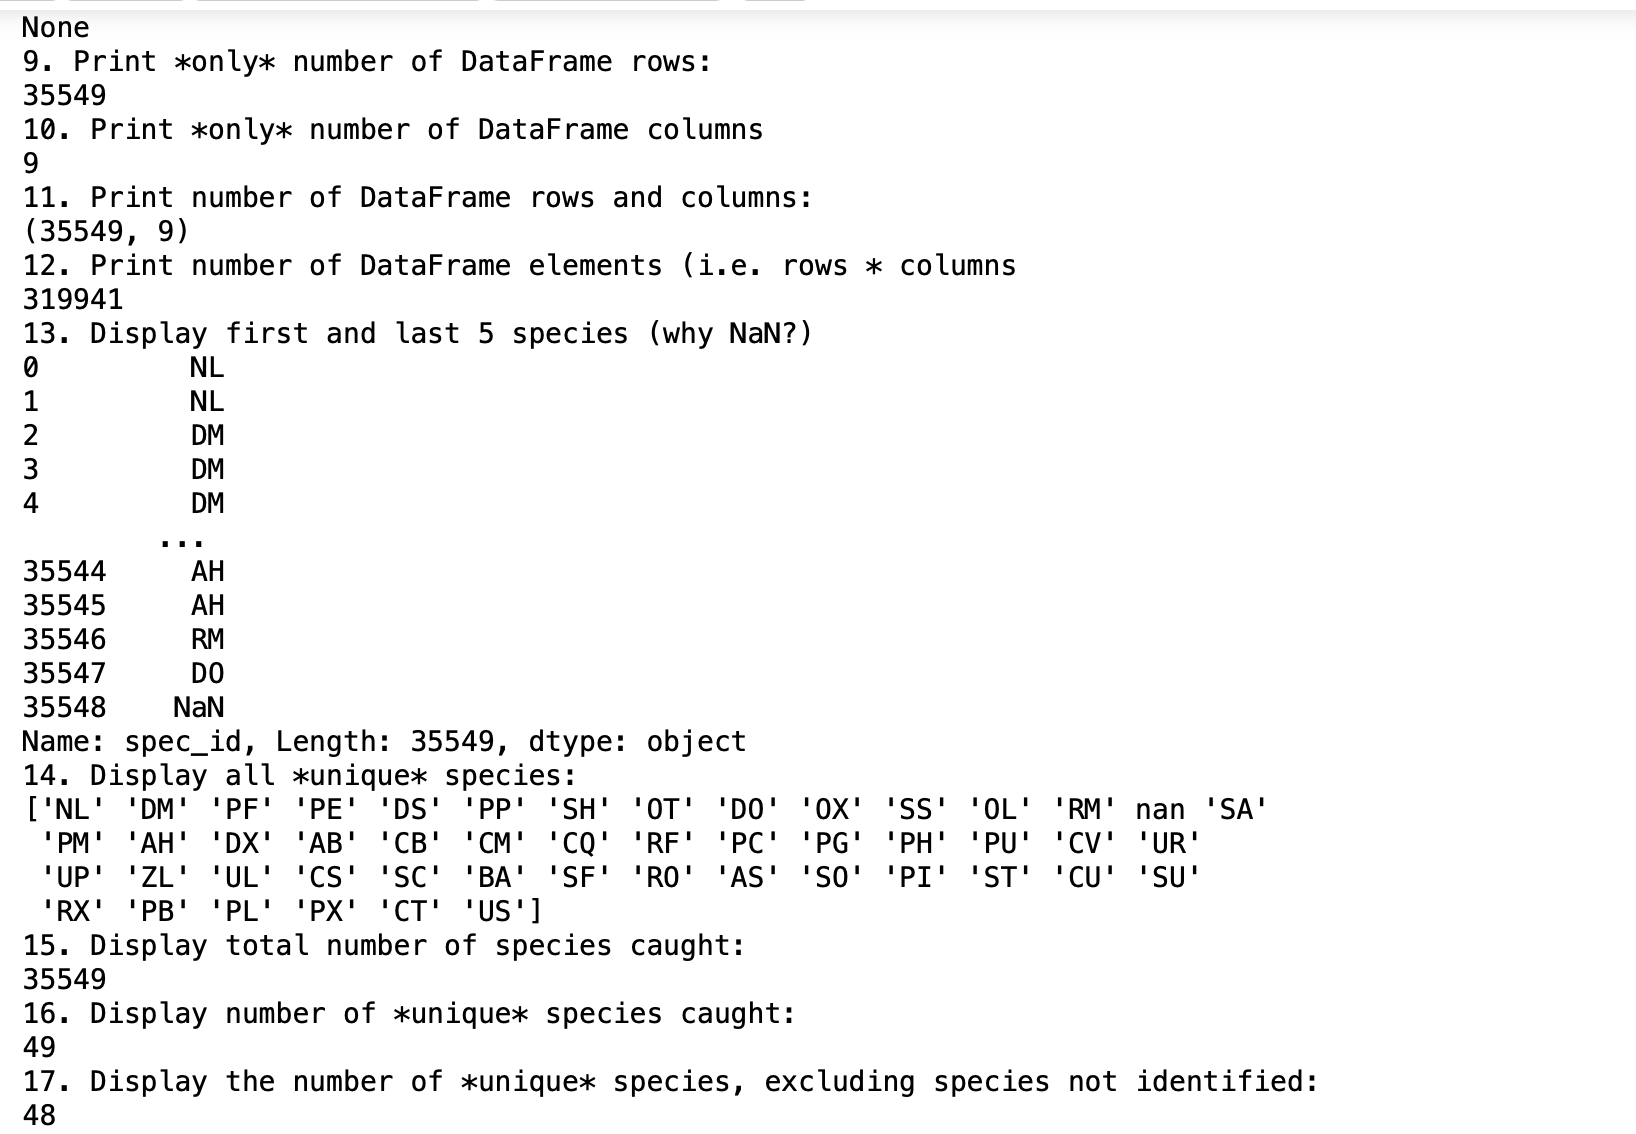 None
9. Print *only* number of DataFrame rows:
35549
10. Print *only* number of DataFrame columns
9
11. Print number of DataFrame rows and columns:
(35549, 9)
12. Print number of DataFrame elements (i.e. rows * columns
319941
13. Display first and last 5 species (why NaN?)
0         NL
1         NL
2         DM
3         DM
4         DM
        ...
35544     AH
35545     AH
35546     RM
35547     DO
35548    NaN
Name: spec_id, Length: 35549, dtype: object
14. Display all *unique* species:
['NL' 'DM' 'PF' 'PE' 'DS' 'PP' 'SH' 'OT' 'DO' 'OX' 'SS' 'OL' 'RM' nan 'SA'
 'PM' 'AH' 'DX' 'AB' 'CB' 'CM' 'CQ' 'RF' 'PC' 'PG' 'PH' 'PU' 'CV' 'UR'
 'UP' 'ZL' 'UL' 'CS' 'SC' 'BA' 'SF' 'RO' 'AS' 'SO' 'PI' 'ST' 'CU' 'SU'
 'RX' 'PB' 'PL' 'PX' 'CT' 'US']
15. Display total number of species caught:
35549
16. Display number of *unique* species caught:
49
17. Display the number of *unique* species, excluding species not identified:
48